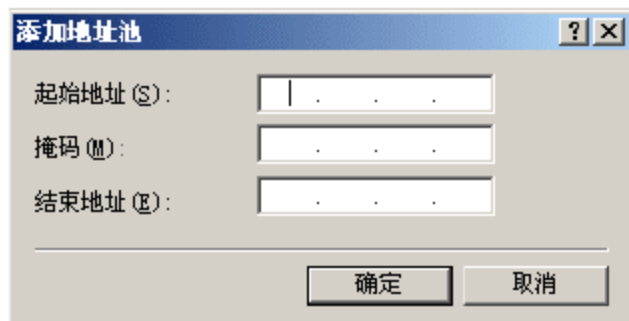 添加地址池
起始地址(S):
. . .
掩码(M):
. . .
结束地址(E):
. . .
确定 取消